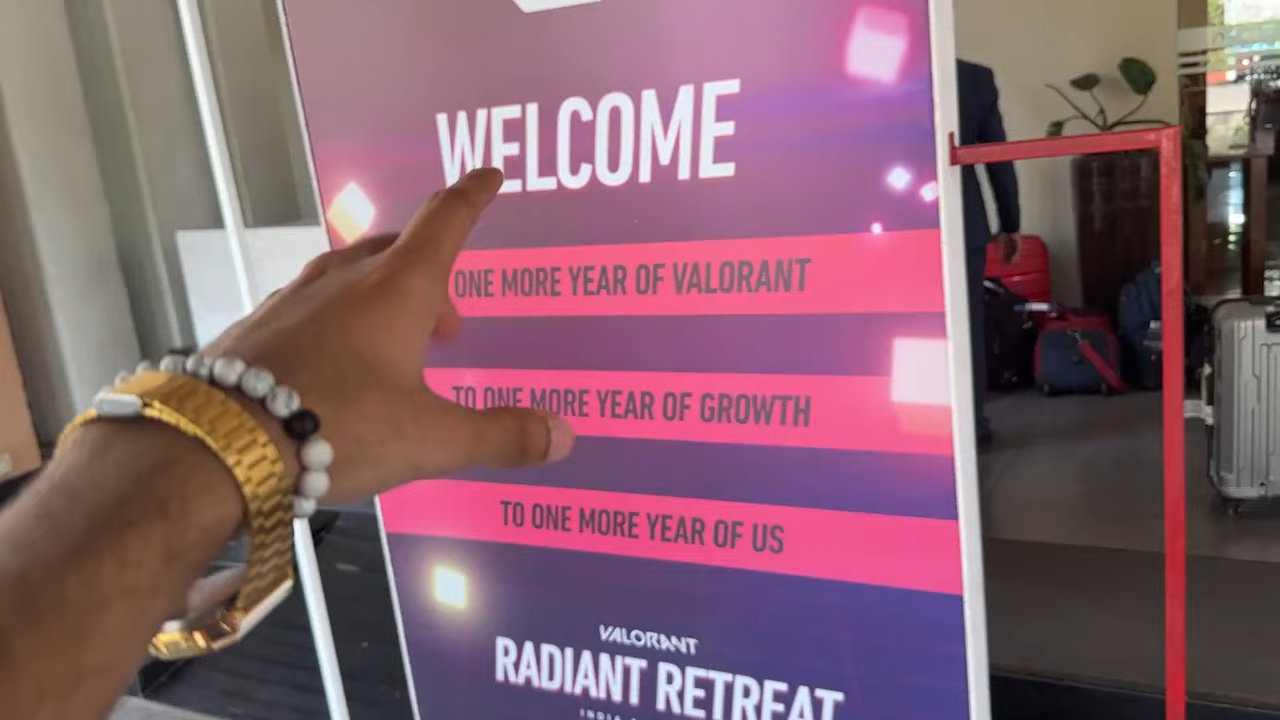 WELCOME
ONE MORE YEAR OF VALORANT
TO ONE MORE YEAR OF GROWTH
TO ONE MORE YEAR OF US
VALORANT
RADIANT RETREAT